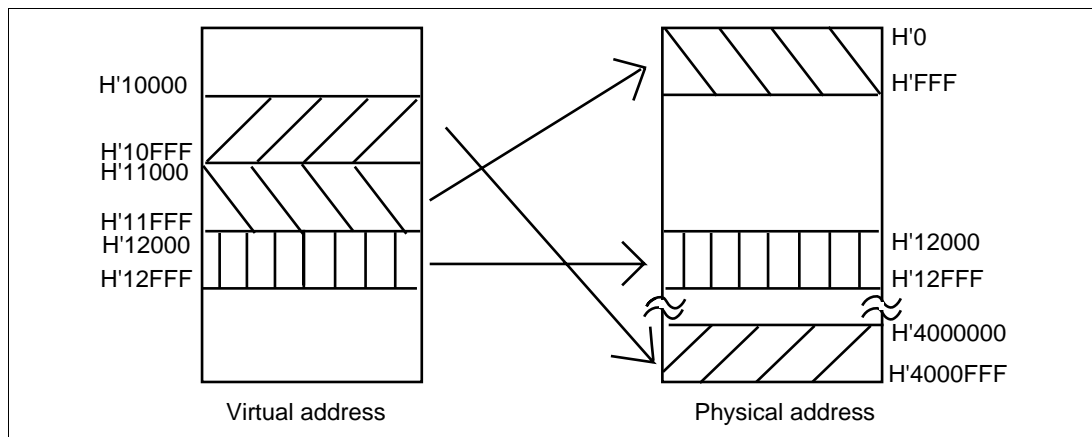 H'10000
H'10FFF
H'11000
H'11FFF
H'12000
H'12FFF
Virtual address
H'0
H'FFF
H'12000
H'12FFF
H'4000000
H'4000FFF
Physical address